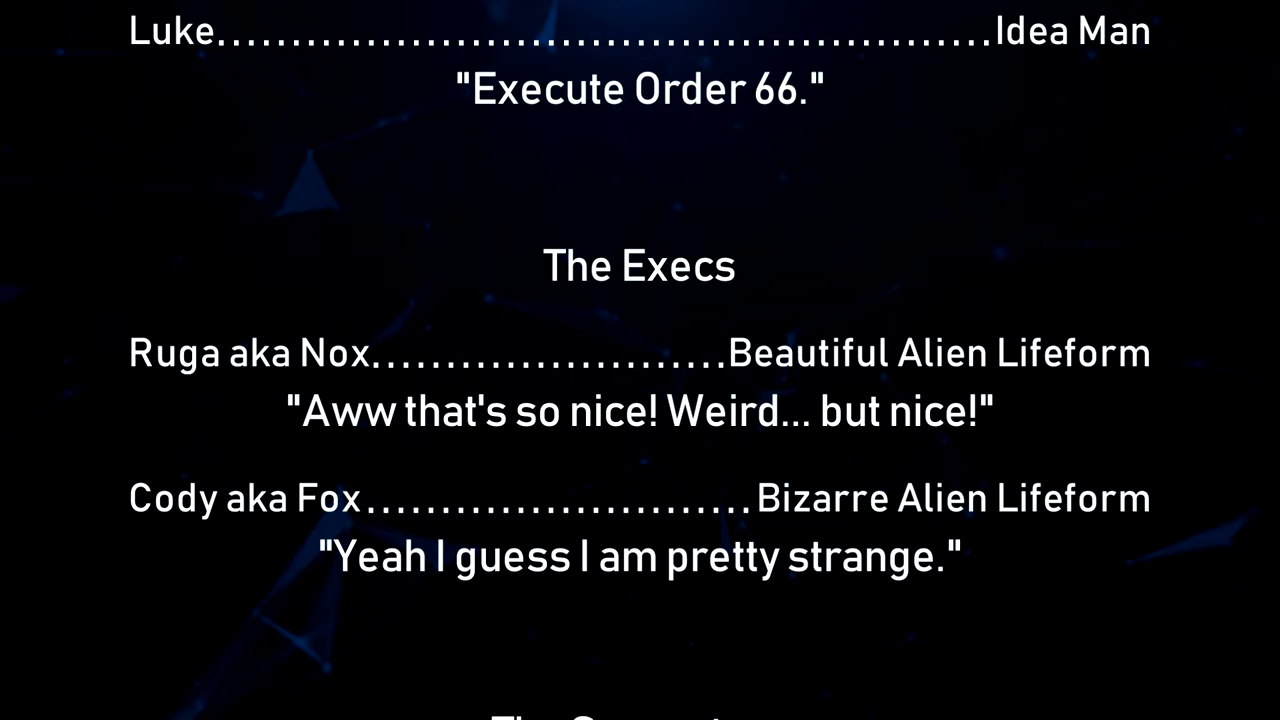 Luke....................................................Idea Man
"Execute Order 66."
The Execs
Ruga aka Nox........................Beautiful Alien Lifeform
"Aww that's so nice! Weird... but nice!"
Cody aka Fox..........................Bizarre Alien Lifeform
"Yeah I guess I am pretty strange."